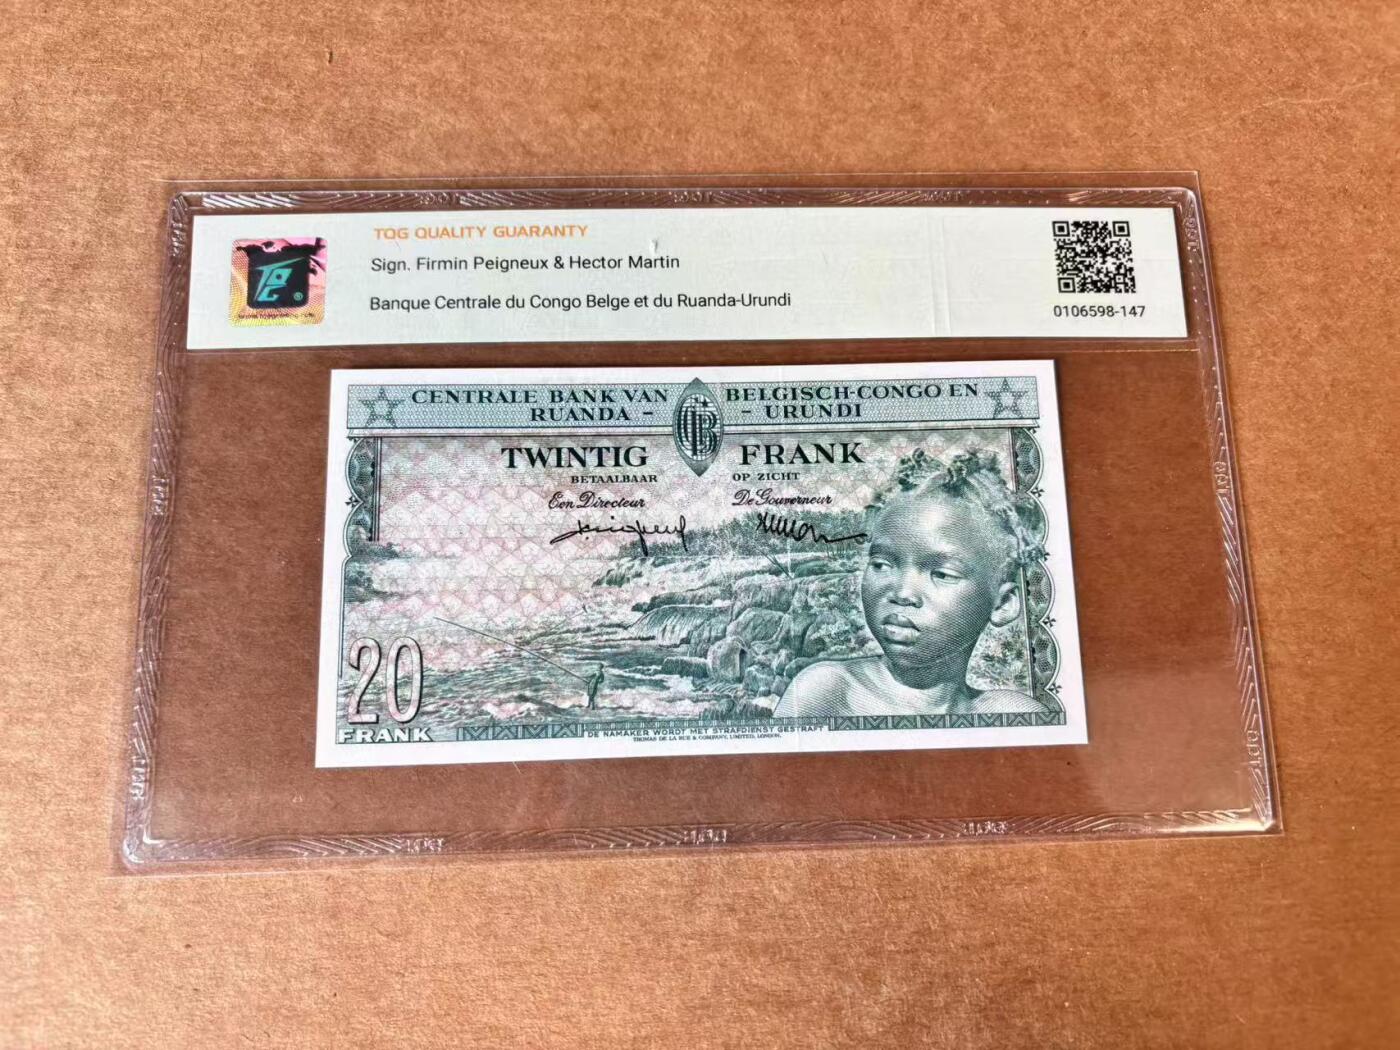 TQG QUALITY GUARANTY
Sign. Firmin Peigneux & Hector Martin
Banque Centrale du Congo Belge et du Ruanda-Urundi
0106598-147
CENTRALE BANK VAN BELGISCH-CONGO EN
RUANDA - - URUNDI
CB
TWINTIG FRANK
BETAALBAAR OP ZICHT
Een Directeur De Gouverneur
20
FRANK
DE NAMAKER WORDT MET STRAFDIENST GESTRAFT
THOMAS DE LA RUE & COMPANY, LIMITED, LONDON.